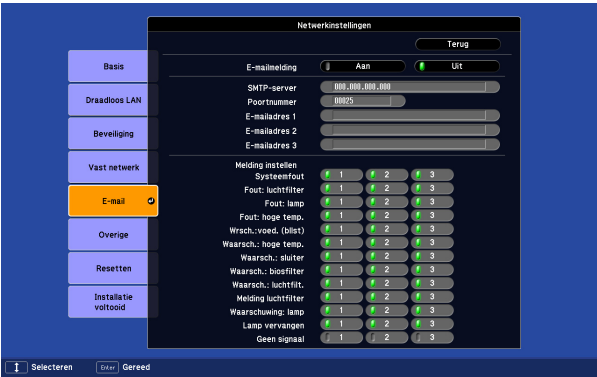 Netwerkinstellingen
Terug
Basis
Draadloos LAN
Beveiliging
Vast netwerk
E-mail
Overige
Resetten
Installatie
voltooid
E-mailmelding Aan Uit
SMTP-server 000.000.000.000
Poortnummer 00025
E-mailadres 1
E-mailadres 2
E-mailadres 3
Melding instellen
Systeemfout 1 2 3
Fout: luchtfilter 1 2 3
Fout: lamp 1 2 3
Fout: hoge temp. 1 2 3
Wrsch.:voed. (bllst) 1 2 3
Waarsch.: hoge temp. 1 2 3
Waarsch.: sluiter 1 2 3
Waarsch.: biosfilter 1 2 3
Waarsch.: luchtfilt. 1 2 3
Melding luchtfilter 1 2 3
Waarschuwing: lamp 1 2 3
Lamp vervangen 1 2 3
Geen signaal 1 2 3
Selecteren Enter Gereed